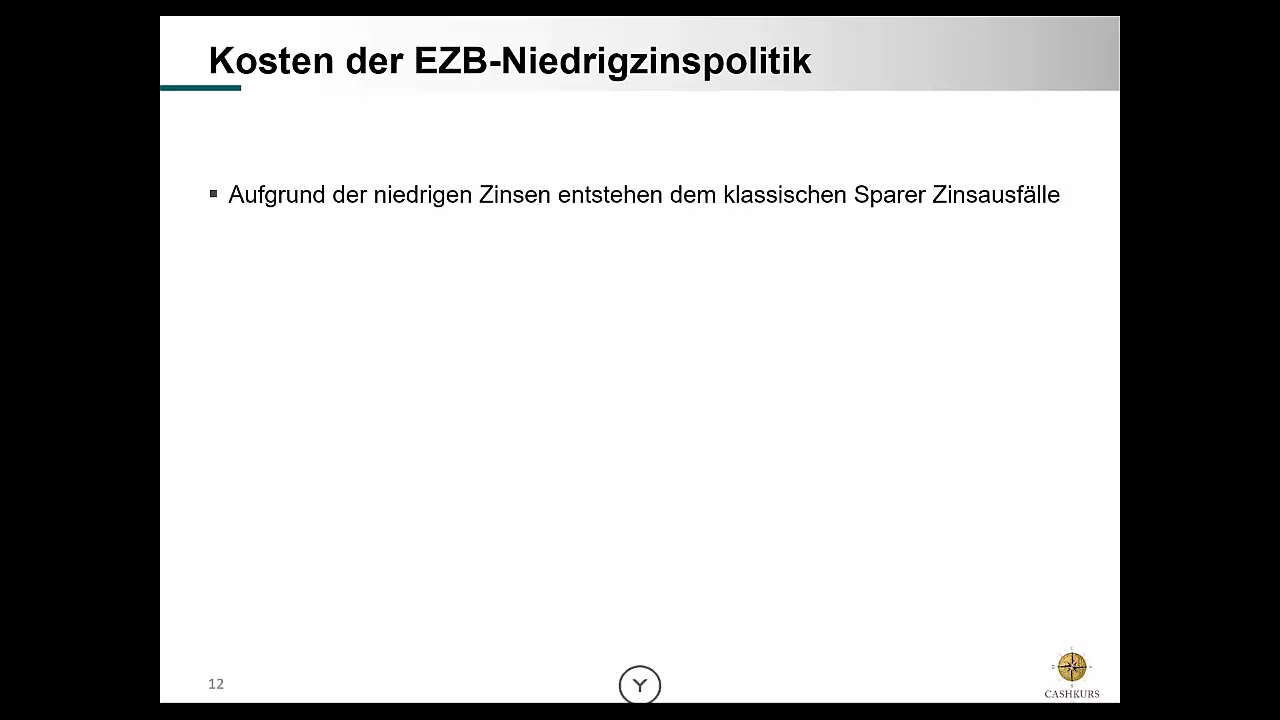 Kosten der EZB-Niedrigzinspolitik
▪ Aufgrund der niedrigen Zinsen entstehen dem klassischen Sparer Zinsausfälle
12
Y
CASHKURS